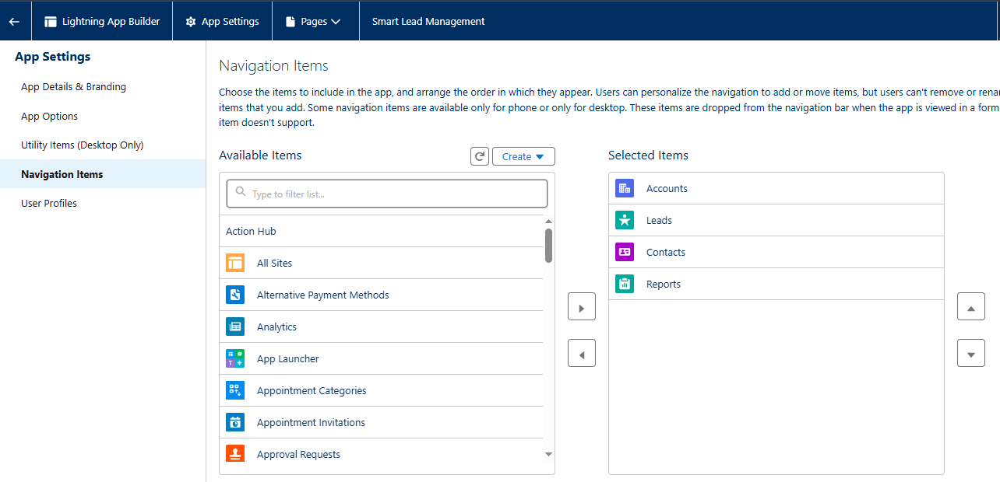 Lightning App Builder
App Settings
Pages
Smart Lead Management
App Settings
App Details & Branding
App Options
Utility Items (Desktop Only)
Navigation Items
User Profiles
Navigation Items
Choose the items to include in the app, and arrange the order in which they appear. Users can personalize the navigation to add or move items, but users can't remove or rena
items that you add. Some navigation items are available only for phone or only for desktop. These items are dropped from the navigation bar when the app is viewed in a form
item doesn't support.
Available Items
Create
Type to filter list...
Action Hub
All Sites
Alternative Payment Methods
Analytics
App Launcher
Appointment Categories
Appointment Invitations
Approval Requests
Selected Items
Accounts
Leads
Contacts
Reports